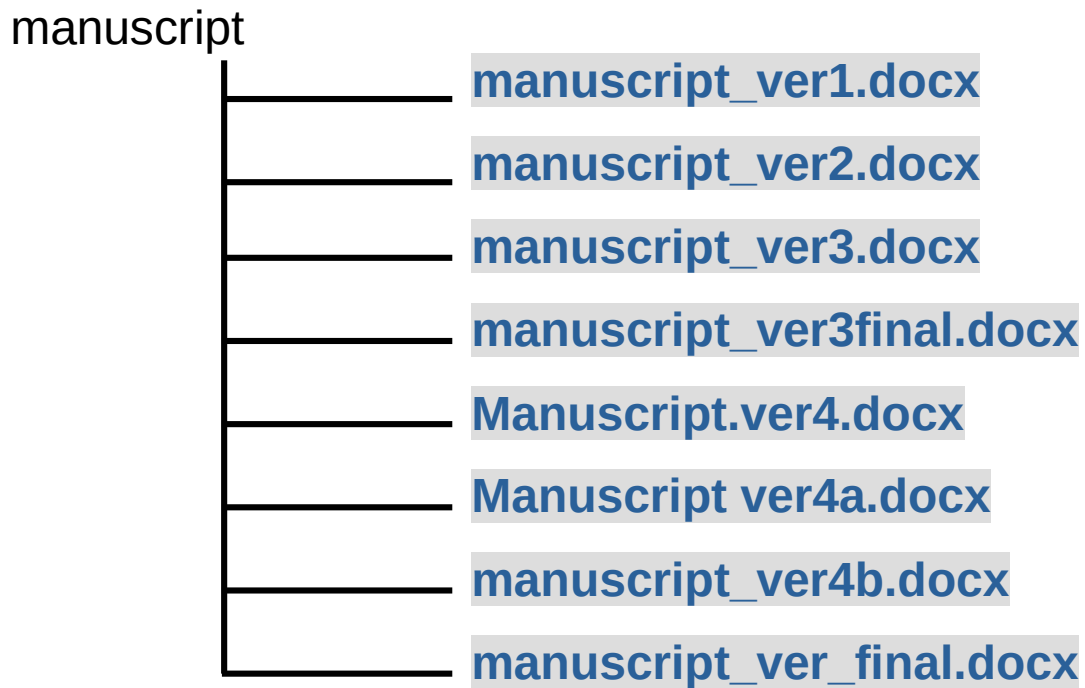 manuscript
manuscript_ver1.docx
manuscript_ver2.docx
manuscript_ver3.docx
manuscript_ver3final.docx
Manuscript.ver4.docx
Manuscript ver4a.docx
manuscript_ver4b.docx
manuscript_ver_final.docx